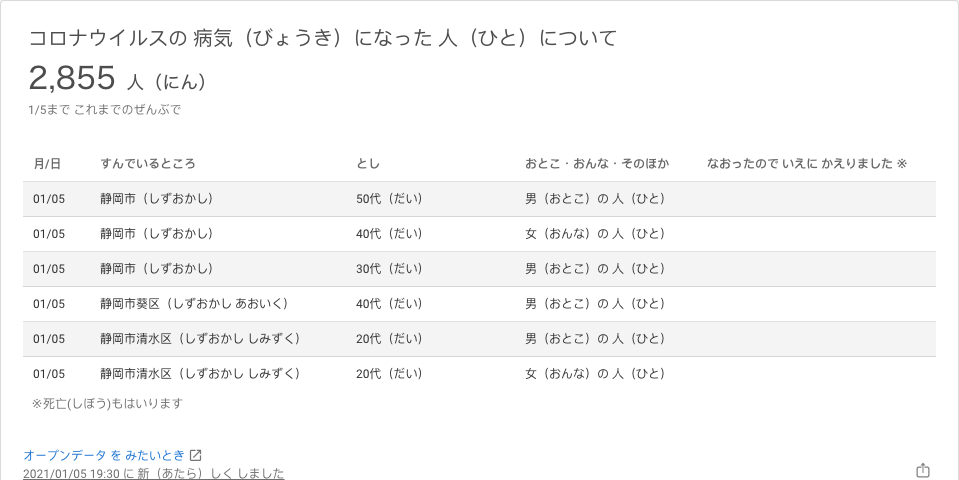 コロナウイルスの 病気（びょうき）になった 人（ひと）について
2,855 人（にん）
1/5まで これまでのぜんぶで
月/日 すんでいるところ とし おとこ・おんな・そのほか なおったので いえに かえりました ※
01/05 静岡市（しずおかし） 50代（だい） 男（おとこ）の 人（ひと）
01/05 静岡市（しずおかし） 40代（だい） 女（おんな）の 人（ひと）
01/05 静岡市（しずおかし） 30代（だい） 男（おとこ）の 人（ひと）
01/05 静岡市葵区（しずおかし あおいく） 40代（だい） 男（おとこ）の 人（ひと）
01/05 静岡市清水区（しずおかし しみずく） 20代（だい） 男（おとこ）の 人（ひと）
01/05 静岡市清水区（しずおかし しみずく） 20代（だい） 女（おんな）の 人（ひと）
※死亡(しぼう)もはいります
オープンデータ を みたいとき
2021/01/05 19:30 に 新（あたら）しく しました